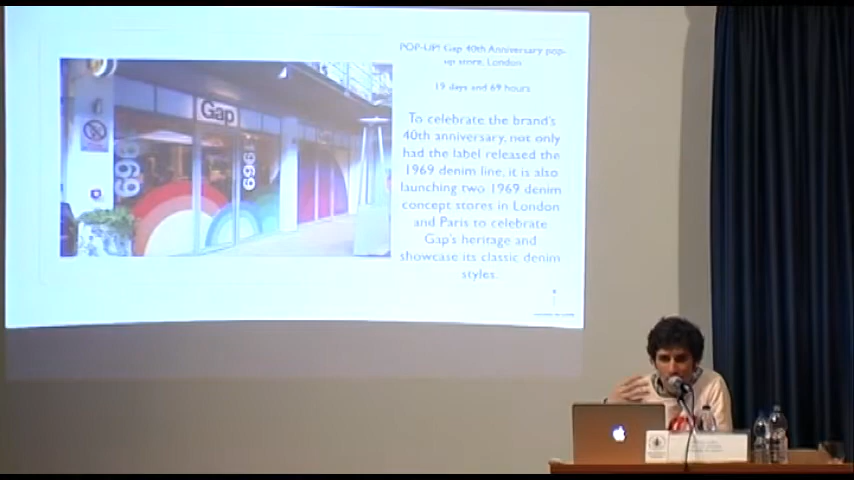 POP-UP! Gap 40th Anniversary pop-
up store, London
19 days and 69 hours
To celebrate the brand's
40th anniversary, not only
had the label released the
1969 denim line, it is also
launching two 1969 denim
concept stores in London
and Paris to celebrate
Gap's heritage and
showcase its classic denim
styles.
Gap
1969
1969